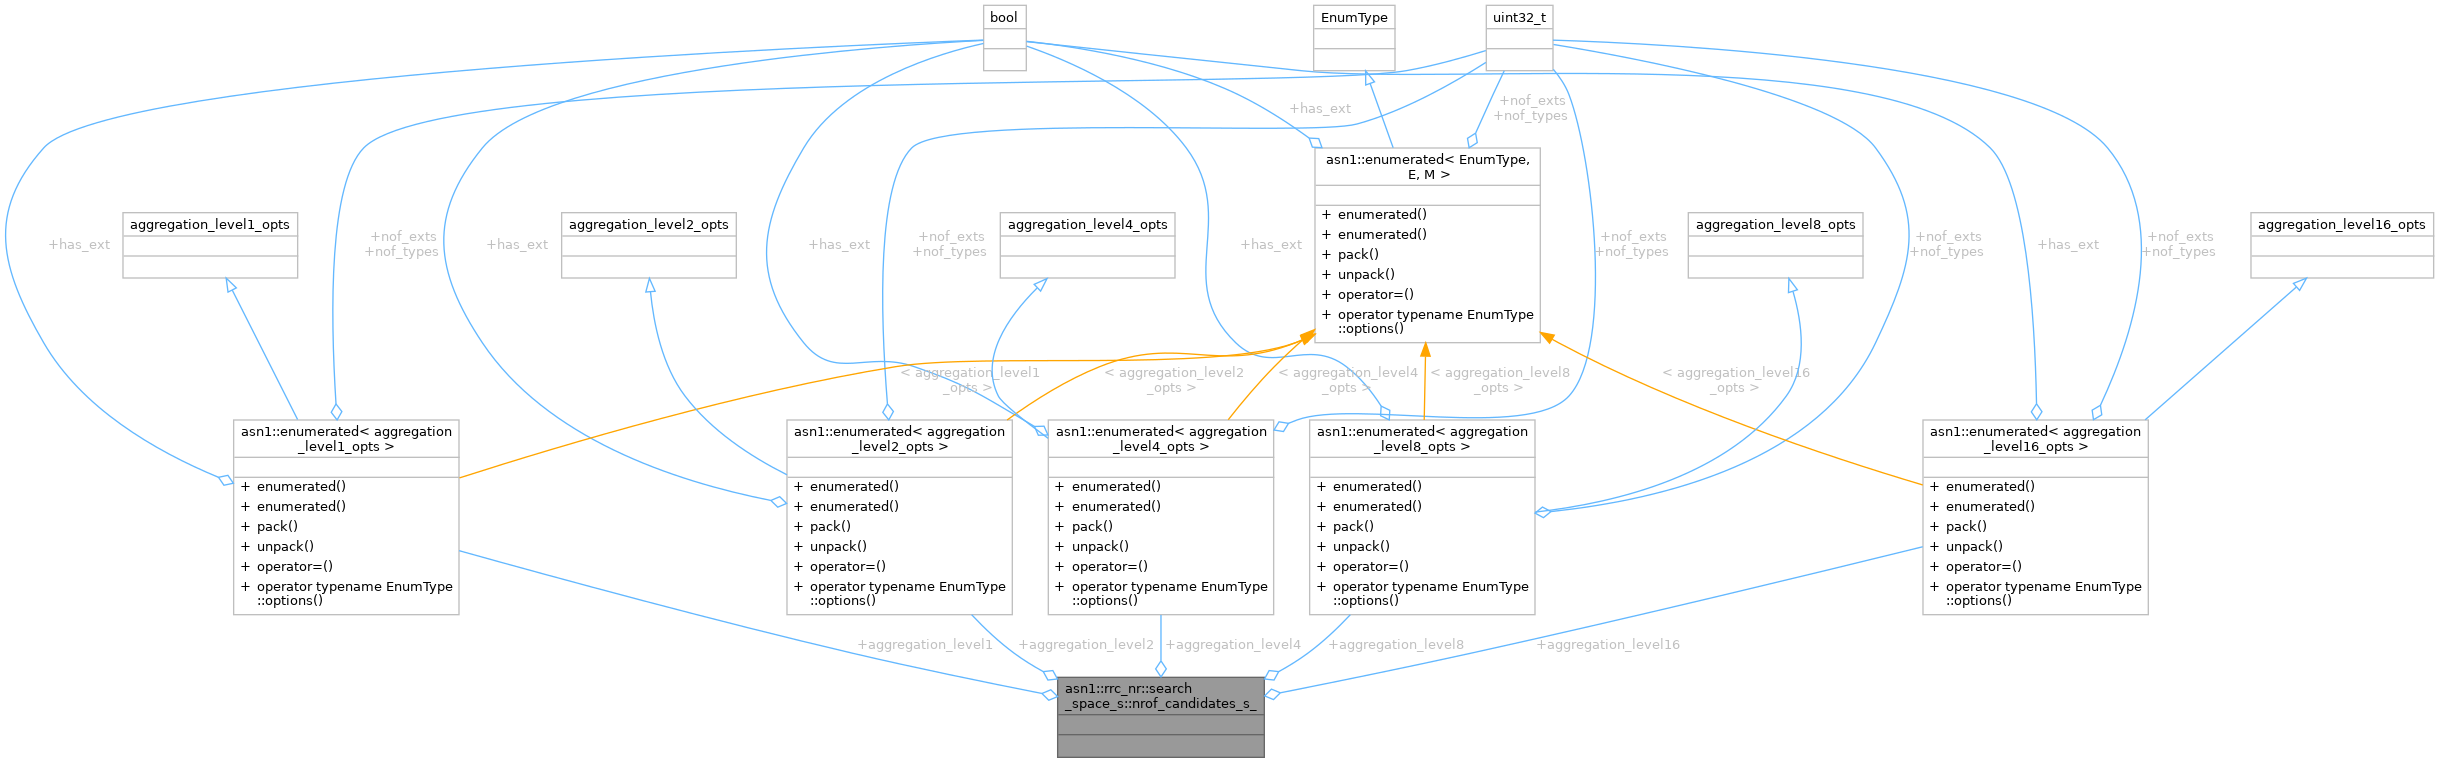 bool
EnumType
uint32_t
+has_ext
+nof_exts
+nof_types
asn1::enumerated< EnumType,
E, M >
+ enumerated()
+ enumerated()
+ pack()
+ unpack()
+ operator=()
+ operator typename EnumType
::options()
aggregation_level1_opts
aggregation_level2_opts
aggregation_level4_opts
aggregation_level8_opts
aggregation_level16_opts
+has_ext
+nof_exts
+nof_types
+has_ext
+has_ext
+nof_exts
+nof_types
+has_ext
+nof_exts
+nof_types
+nof_exts
+nof_types
+has_ext
+nof_exts
+nof_types
< aggregation_level1
_opts >
< aggregation_level2
_opts >
< aggregation_level4
_opts >
< aggregation_level8
_opts >
< aggregation_level16
_opts >
asn1::enumerated< aggregation
_level1_opts >
+ enumerated()
+ enumerated()
+ pack()
+ unpack()
+ operator=()
+ operator typename EnumType
::options()
asn1::enumerated< aggregation
_level2_opts >
+ enumerated()
+ enumerated()
+ pack()
+ unpack()
+ operator=()
+ operator typename EnumType
::options()
asn1::enumerated< aggregation
_level4_opts >
+ enumerated()
+ enumerated()
+ pack()
+ unpack()
+ operator=()
+ operator typename EnumType
::options()
asn1::enumerated< aggregation
_level8_opts >
+ enumerated()
+ enumerated()
+ pack()
+ unpack()
+ operator=()
+ operator typename EnumType
::options()
asn1::enumerated< aggregation
_level16_opts >
+ enumerated()
+ enumerated()
+ pack()
+ unpack()
+ operator=()
+ operator typename EnumType
::options()
+aggregation_level1
+aggregation_level2
+aggregation_level4
+aggregation_level8
+aggregation_level16
asn1::rrc_nr::search
_space_s::nrof_candidates_s_